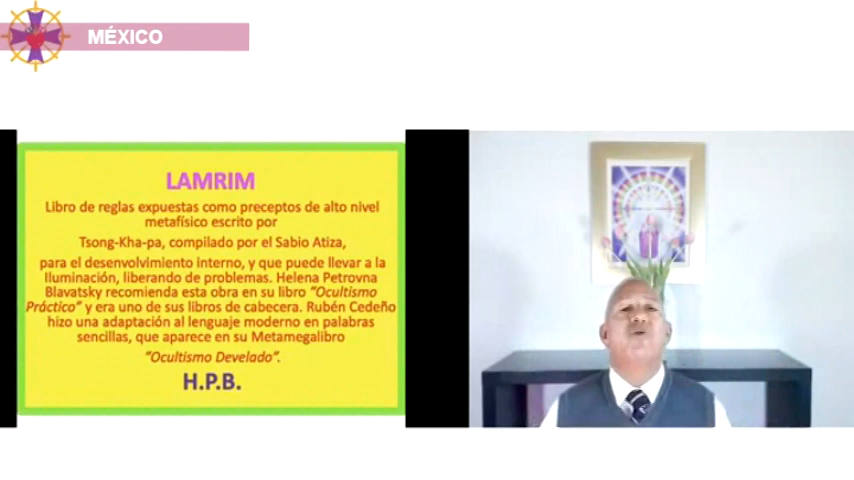 MÉXICO
LAMRIM
Libro de reglas expuestas como preceptos de alto nivel
metafísico escrito por
Tsong-Kha-pa, compilado por el Sabio Atiza,
para el desenvolvimiento interno, y que puede llevar a la
Iluminación, liberando de problemas. Helena Petrovna
Blavatsky recomienda esta obra en su libro "Ocultismo
Práctico" y era uno de sus libros de cabecera. Rubén Cedeño
hizo una adaptación al lenguaje moderno en palabras
sencillas, que aparece en su Metamegalibro
"Ocultismo Develado".
H.P.B.